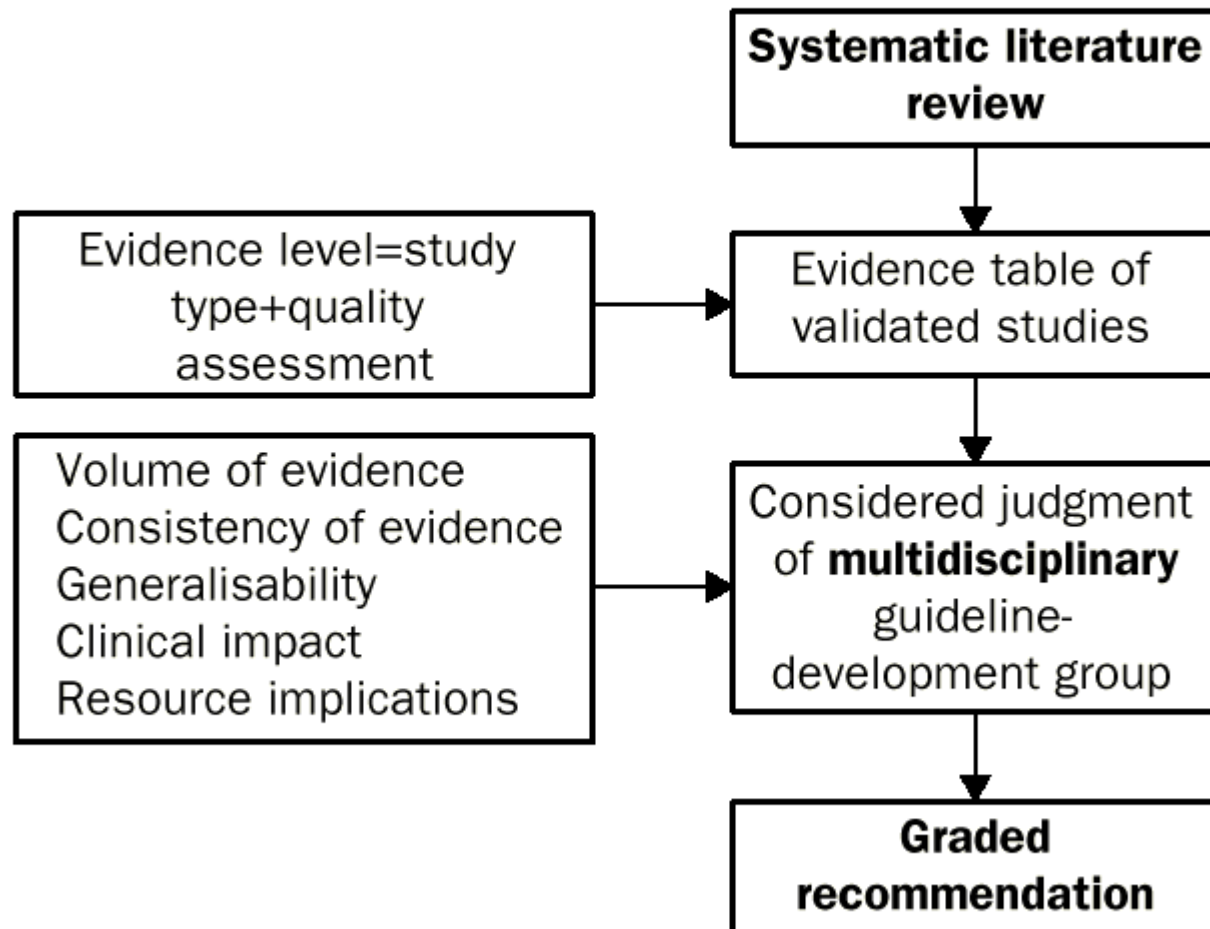 Systematic literature
review
Evidence level=study
type+quality
assessment
Evidence table of
validated studies
Volume of evidence
Consistency of evidence
Generalisability
Clinical impact
Resource implications
Considered judgment
of multidisciplinary
guideline-
development group
Graded
recommendation